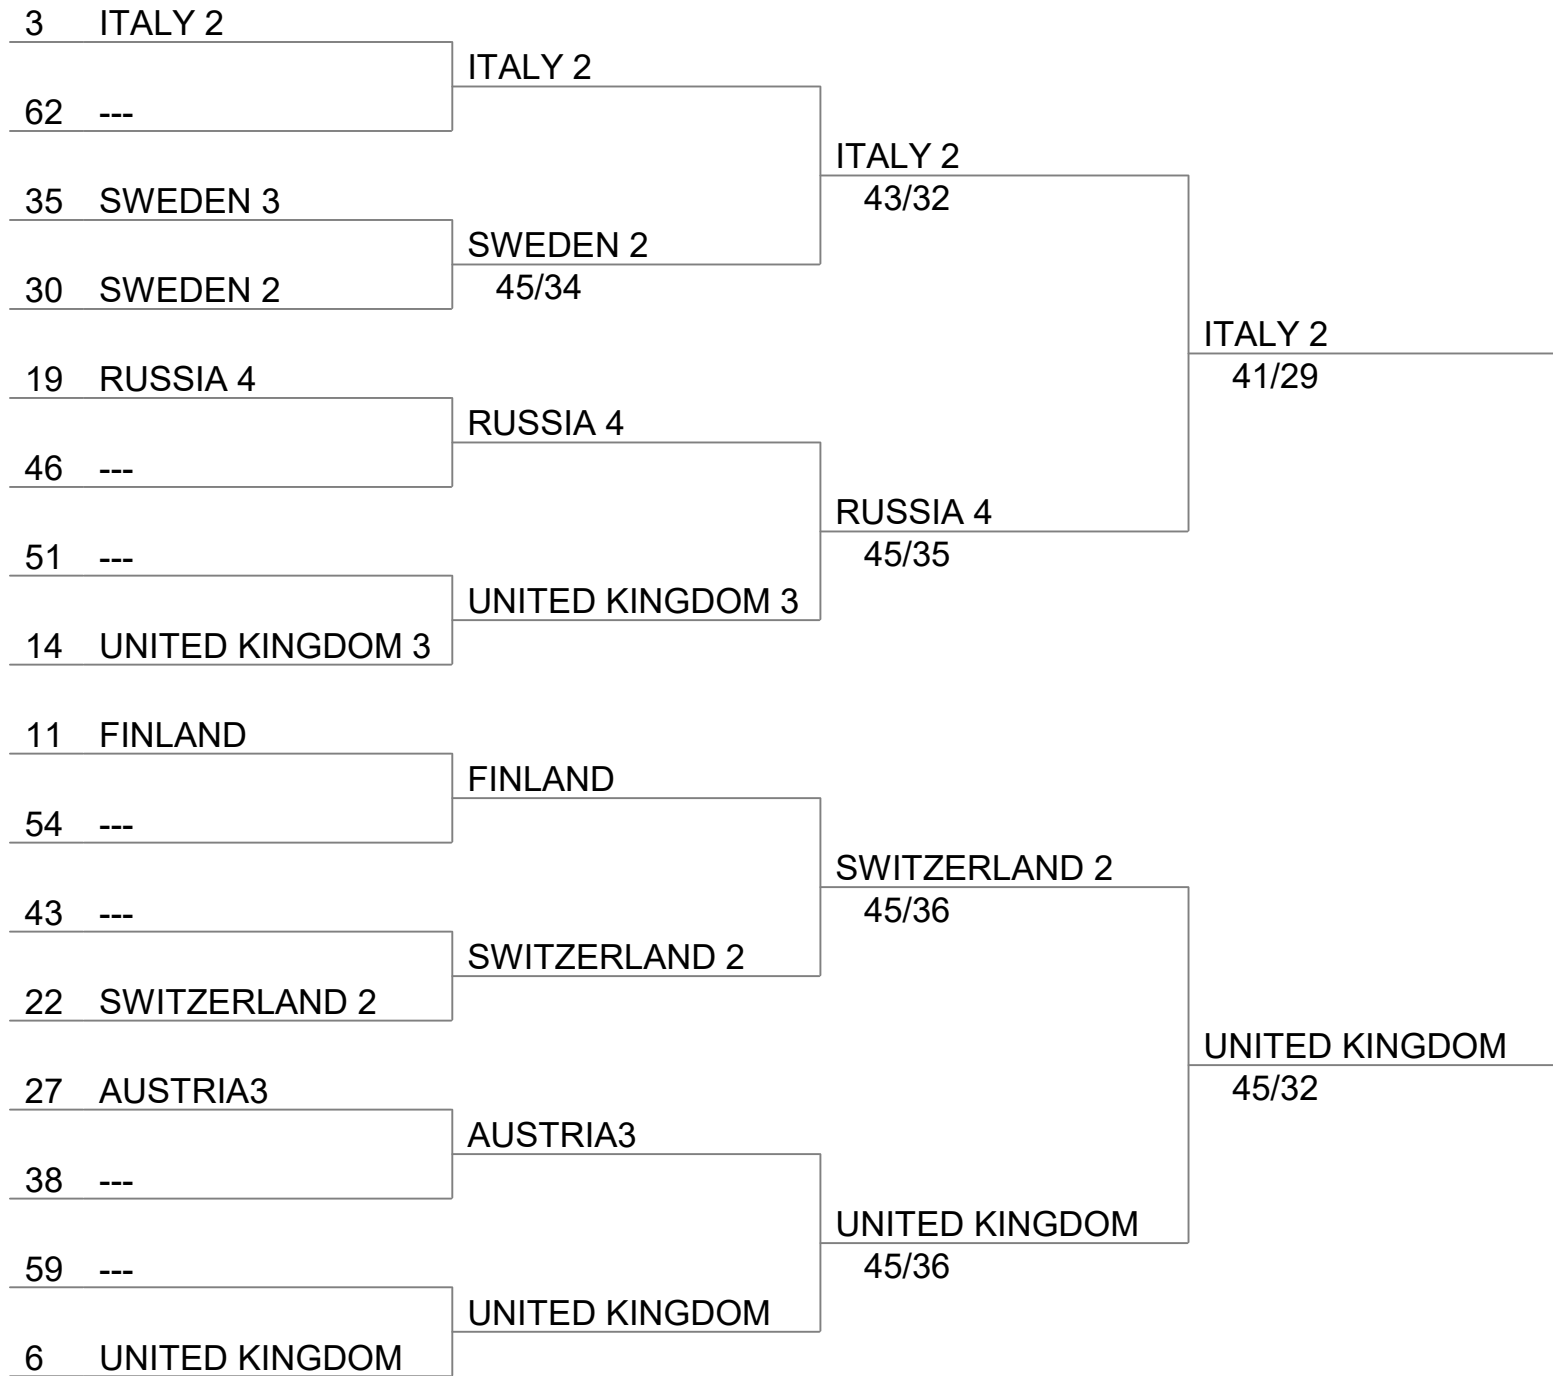 3 ITALY 2
ITALY 2
62 ---
ITALY 2
43/32
35 SWEDEN 3
SWEDEN 2
45/34
30 SWEDEN 2
ITALY 2
41/29
19 RUSSIA 4
RUSSIA 4
46 ---
RUSSIA 4
45/35
51 ---
UNITED KINGDOM 3
14 UNITED KINGDOM 3
11 FINLAND
FINLAND
54 ---
SWITZERLAND 2
45/36
43 ---
SWITZERLAND 2
22 SWITZERLAND 2
UNITED KINGDOM
45/32
27 AUSTRIA3
AUSTRIA3
38 ---
UNITED KINGDOM
45/36
59 ---
UNITED KINGDOM
6 UNITED KINGDOM